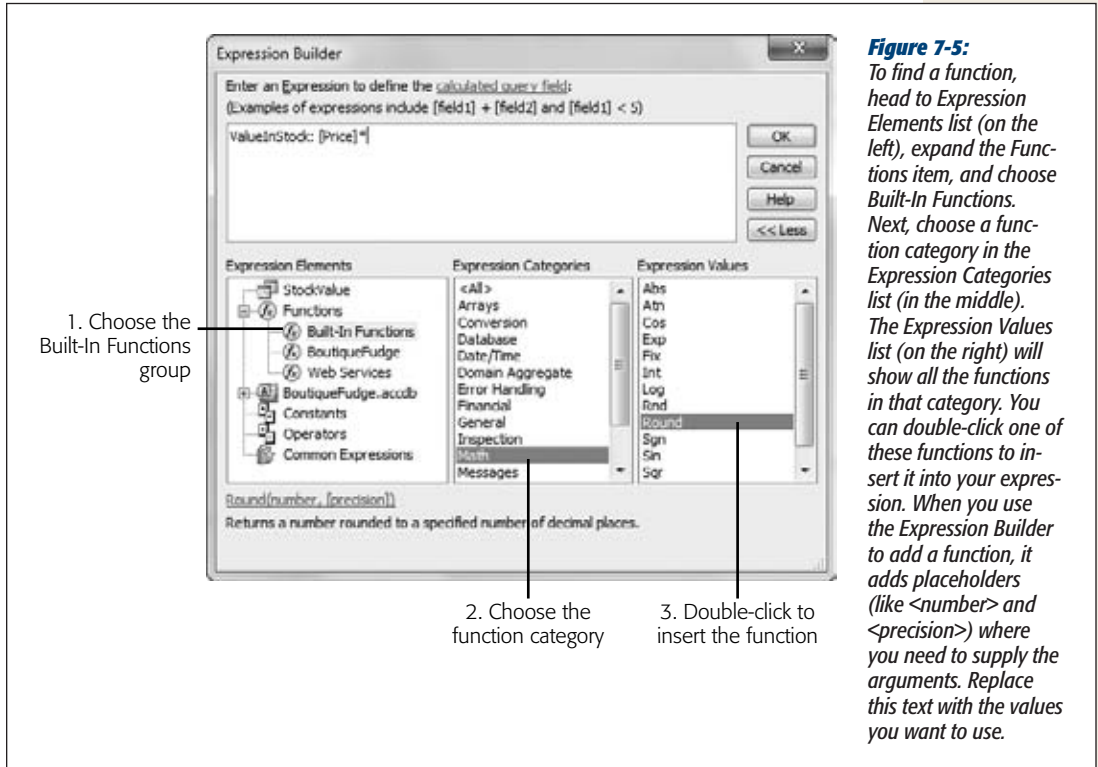 Expression Builder
Enter an Expression to define the calculated query field:
(Examples of expressions include [field1] + [field2] and [field1] < 5)
ValueInStock: [Price]*
OK
Cancel
Help
<< Less
Expression Elements
StockValue
Functions
Built-In Functions
BoutiqueFudge
Web Services
BoutiqueFudge.accdb
Constants
Operators
Common Expressions
Expression Categories
<All>
Arrays
Conversion
Database
Date/Time
Domain Aggregate
Error Handling
Financial
General
Inspection
Math
Messages
Expression Values
Abs
Atn
Cos
Exp
Fix
Int
Log
Rnd
Round
Sgn
Sin
Sqr
Round(number, [precision])
Returns a number rounded to a specified number of decimal places.
1. Choose the
Built-In Functions
group
2. Choose the
function category
3. Double-click to
insert the function
Figure 7-5:
To find a function,
head to Expression
Elements list (on the
left), expand the Func-
tions item, and choose
Built-In Functions.
Next, choose a func-
tion category in the
Expression Categories
list (in the middle).
The Expression Values
list (on the right) will
show all the functions
in that category. You
can double-click one of
these functions to in-
sert it into your expres-
sion. When you use
the Expression Builder
to add a function, it
adds placeholders
(like <number> and
<precision>) where
you need to supply the
arguments. Replace
this text with the values
you want to use.